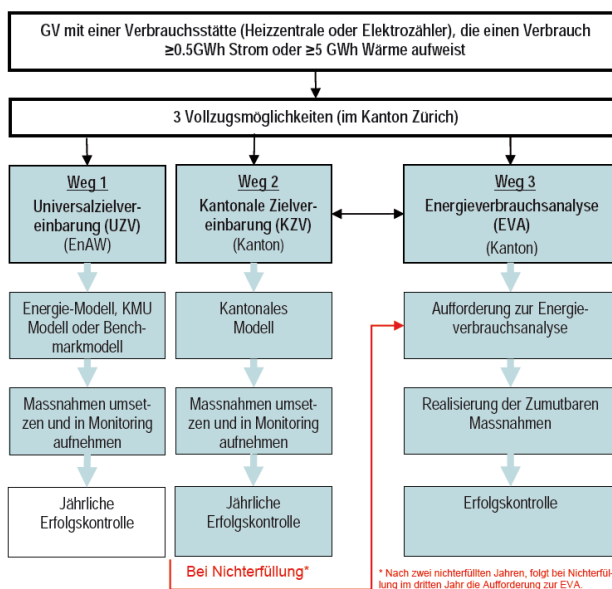 GV mit einer Verbrauchsstätte (Heizzentrale oder Elektrozähler), die einen Verbrauch
≥0.5GWh Strom oder ≥5 GWh Wärme aufweist
3 Vollzugsmöglichkeiten (im Kanton Zürich)
Weg 1
Universalzielver-
einbarung (UZV)
(EnAW)
Energie-Modell, KMU
Modell oder Bench-
markmodell
Massnahmen umset-
zen und in Monitoring
aufnehmen
Jährliche
Erfolgskontrolle
Weg 2
Kantonale Zielver-
einbarung (KZV)
(Kanton)
Kantonales
Modell
Massnahmen umset-
zen und in Monitoring
aufnehmen
Jährliche
Erfolgskontrolle
Weg 3
Energieverbrauchsanalyse
(EVA)
(Kanton)
Aufforderung zur Energie-
verbrauchsanalyse
Realisierung der Zumutbaren
Massnahmen
Erfolgskontrolle
Bei Nichterfüllung*
* Nach zwei nichterfüllten Jahren, folgt bei Nichterfül-
lung im dritten Jahr die Aufforderung zur EVA.